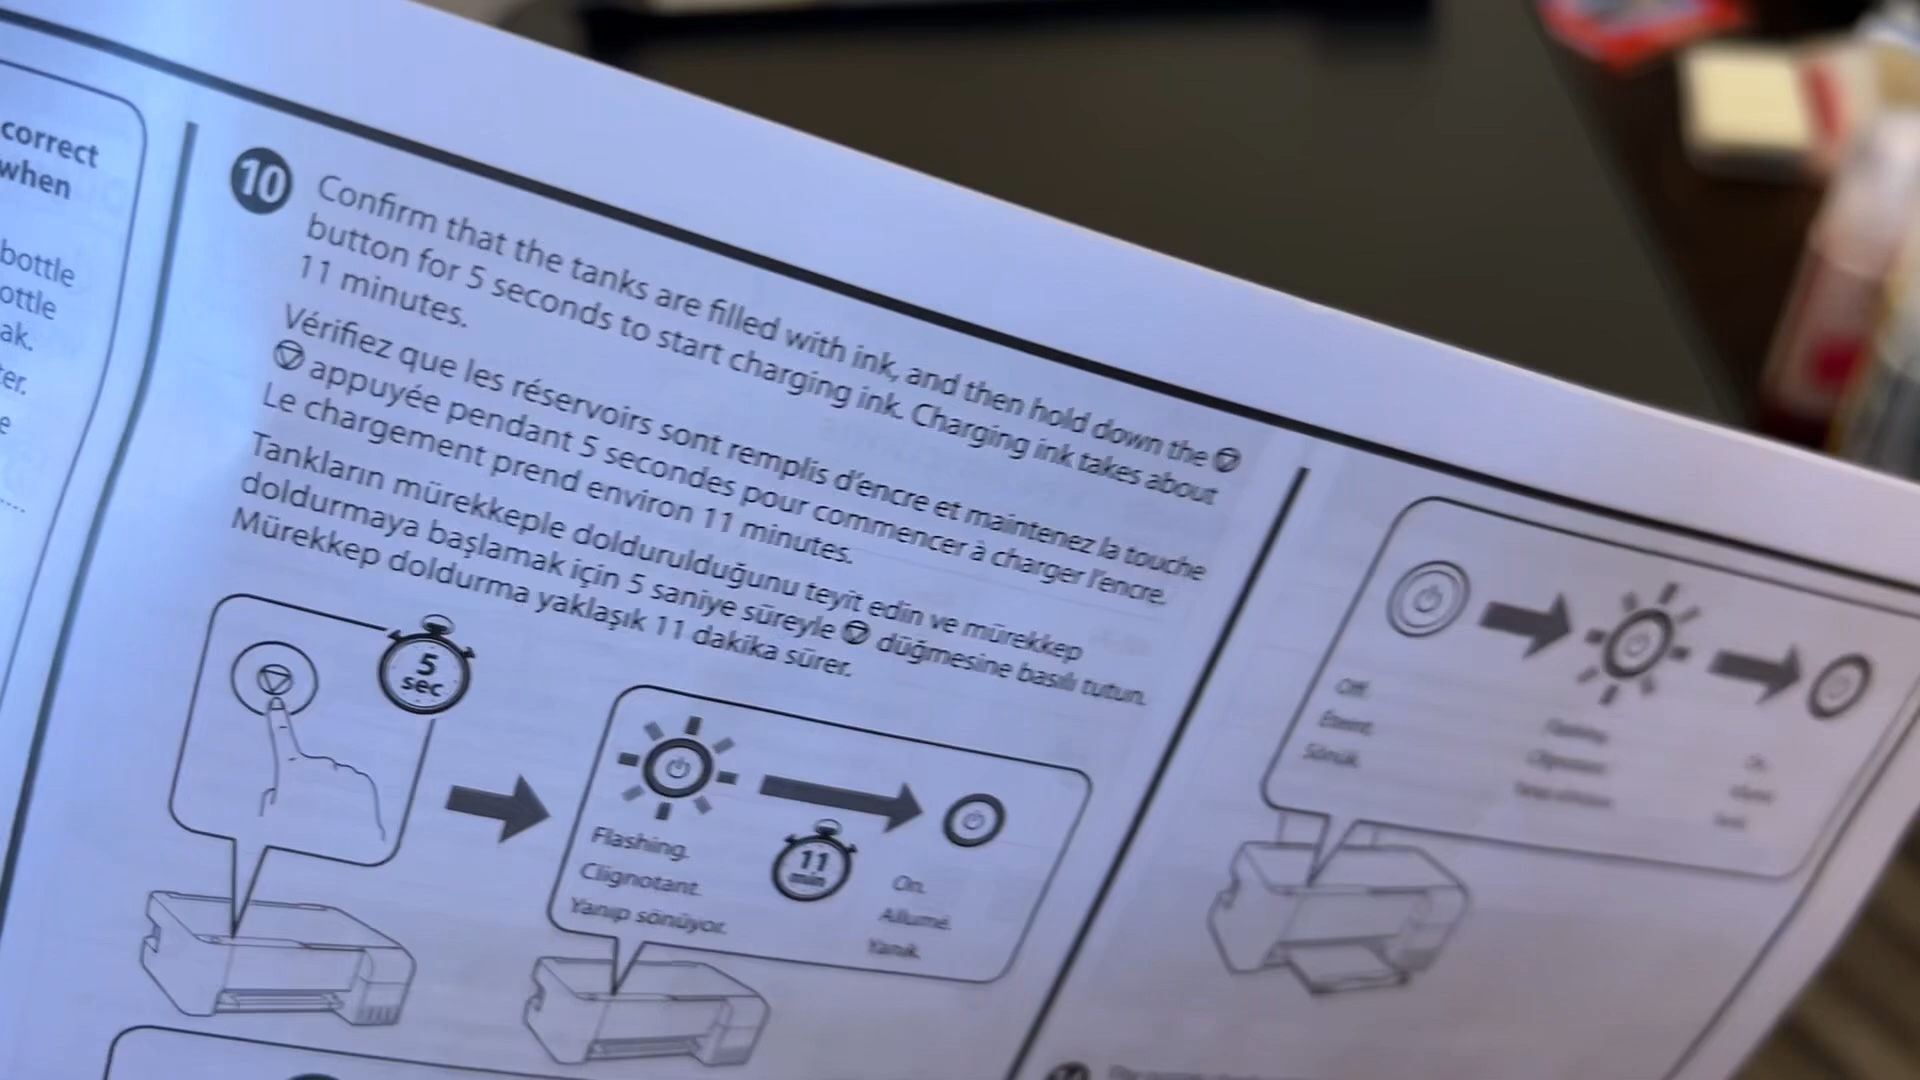 correct
when
bottle
ottle
ak.
ter.
e
10
Confirm that the tanks are filled with ink, and then hold down the
button for 5 seconds to start charging ink. Charging ink takes about
11 minutes.
Vérifiez que les réservoirs sont remplis d'encre et maintenez la touche
appuyée pendant 5 secondes pour commencer à charger l'encre.
Le chargement prend environ 11 minutes.
Tankların mürekkeple doldurulduğunu teyit edin ve mürekkep
doldurmaya başlamak için 5 saniye süreyle düğmesine basılı tutun.
Mürekkep doldurma yaklaşık 11 dakika sürer.
5
sec
Flashing.
Clignotant.
Yanıp sönüyor.
11
min
On.
Allumé.
Yanık.
Off.
Éteint.
Sönük.
On.